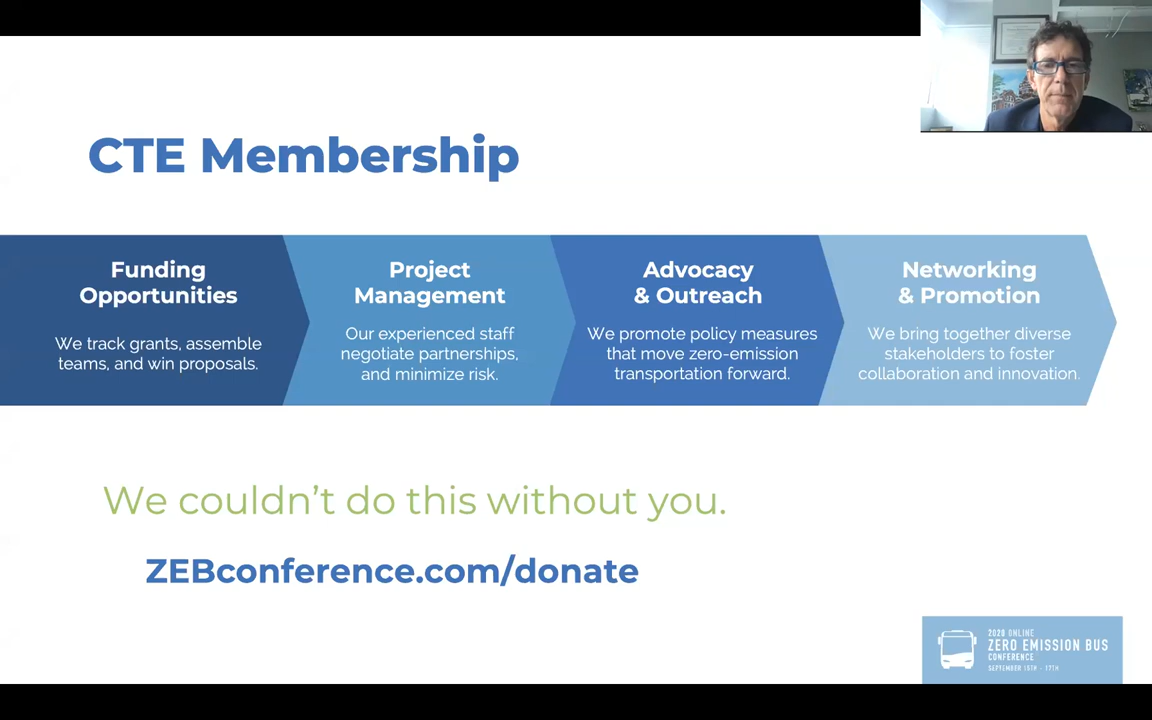 CTE Membership
Funding
Opportunities
We track grants, assemble
teams, and win proposals.
Project
Management
Our experienced staff
negotiate partnerships,
and minimize risk.
Advocacy
& Outreach
We promote policy measures
that move zero-emission
transportation forward.
Networking
& Promotion
We bring together diverse
stakeholders to foster
collaboration and innovation.
We couldn’t do this without you.
ZEBconference.com/donate
2020 ONLINE
ZERO EMISSION BUS
CONFERENCE
SEPTEMBER 15TH - 17TH